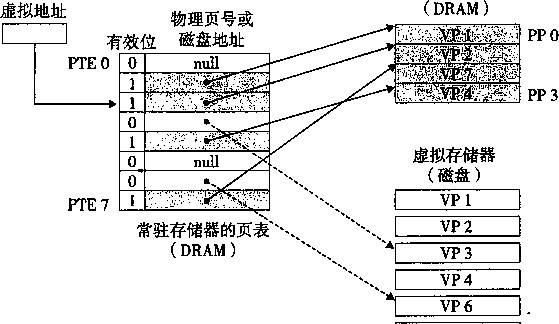 虚拟地址
有效位
物理页号或
磁盘地址
PTE 0
0
null
1
1
0
1
0
null
0
PTE 7
1
常驻存储器的页表
(DRAM)
(DRAM)
VP 1
PP 0
VP 2
VP 7
VP 4
PP 3
虚拟存储器
(磁盘)
VP 1
VP 2
VP 3
VP 4
VP 6